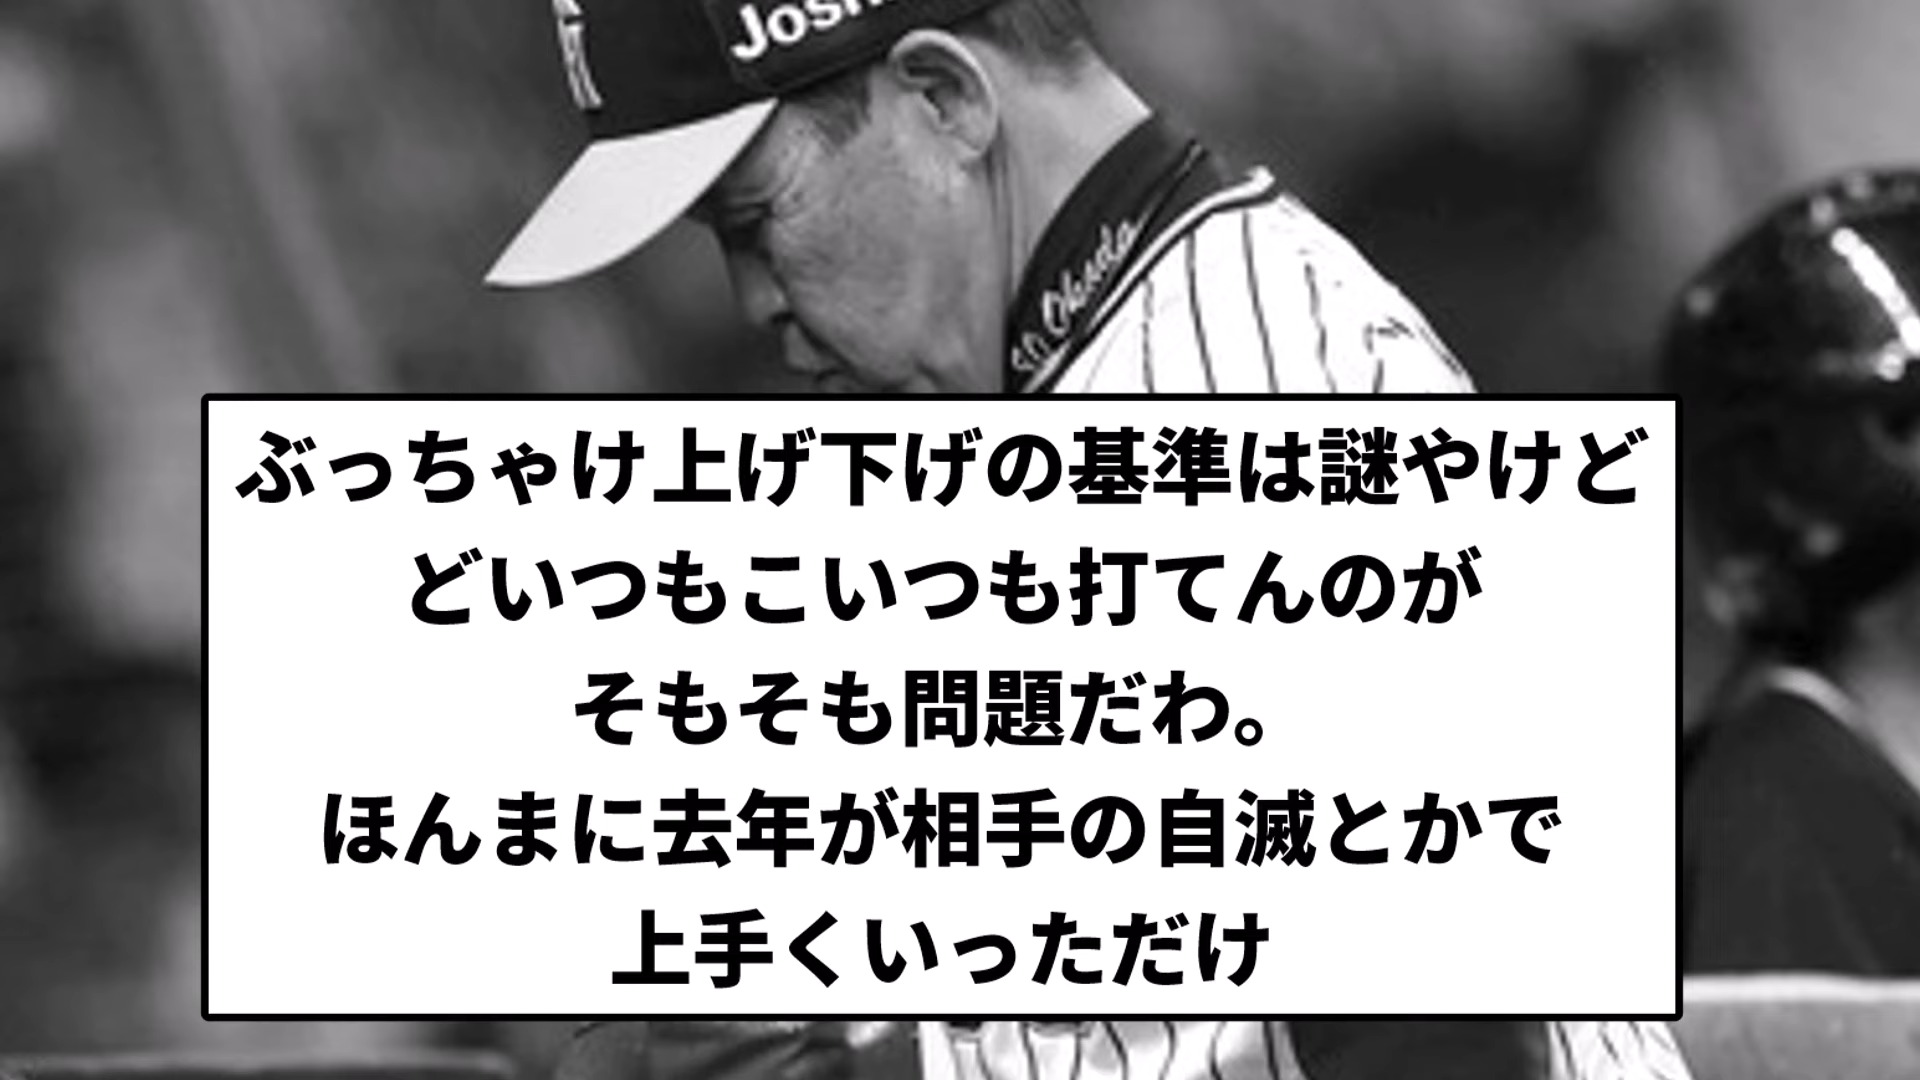 Josh
Okada
ぶっちゃけ上げ下げの基準は謎やけど
どいつもこいつも打てんのが
そもそも問題だわ。
ほんまに去年が相手の自滅とかで
上手くいっただけ